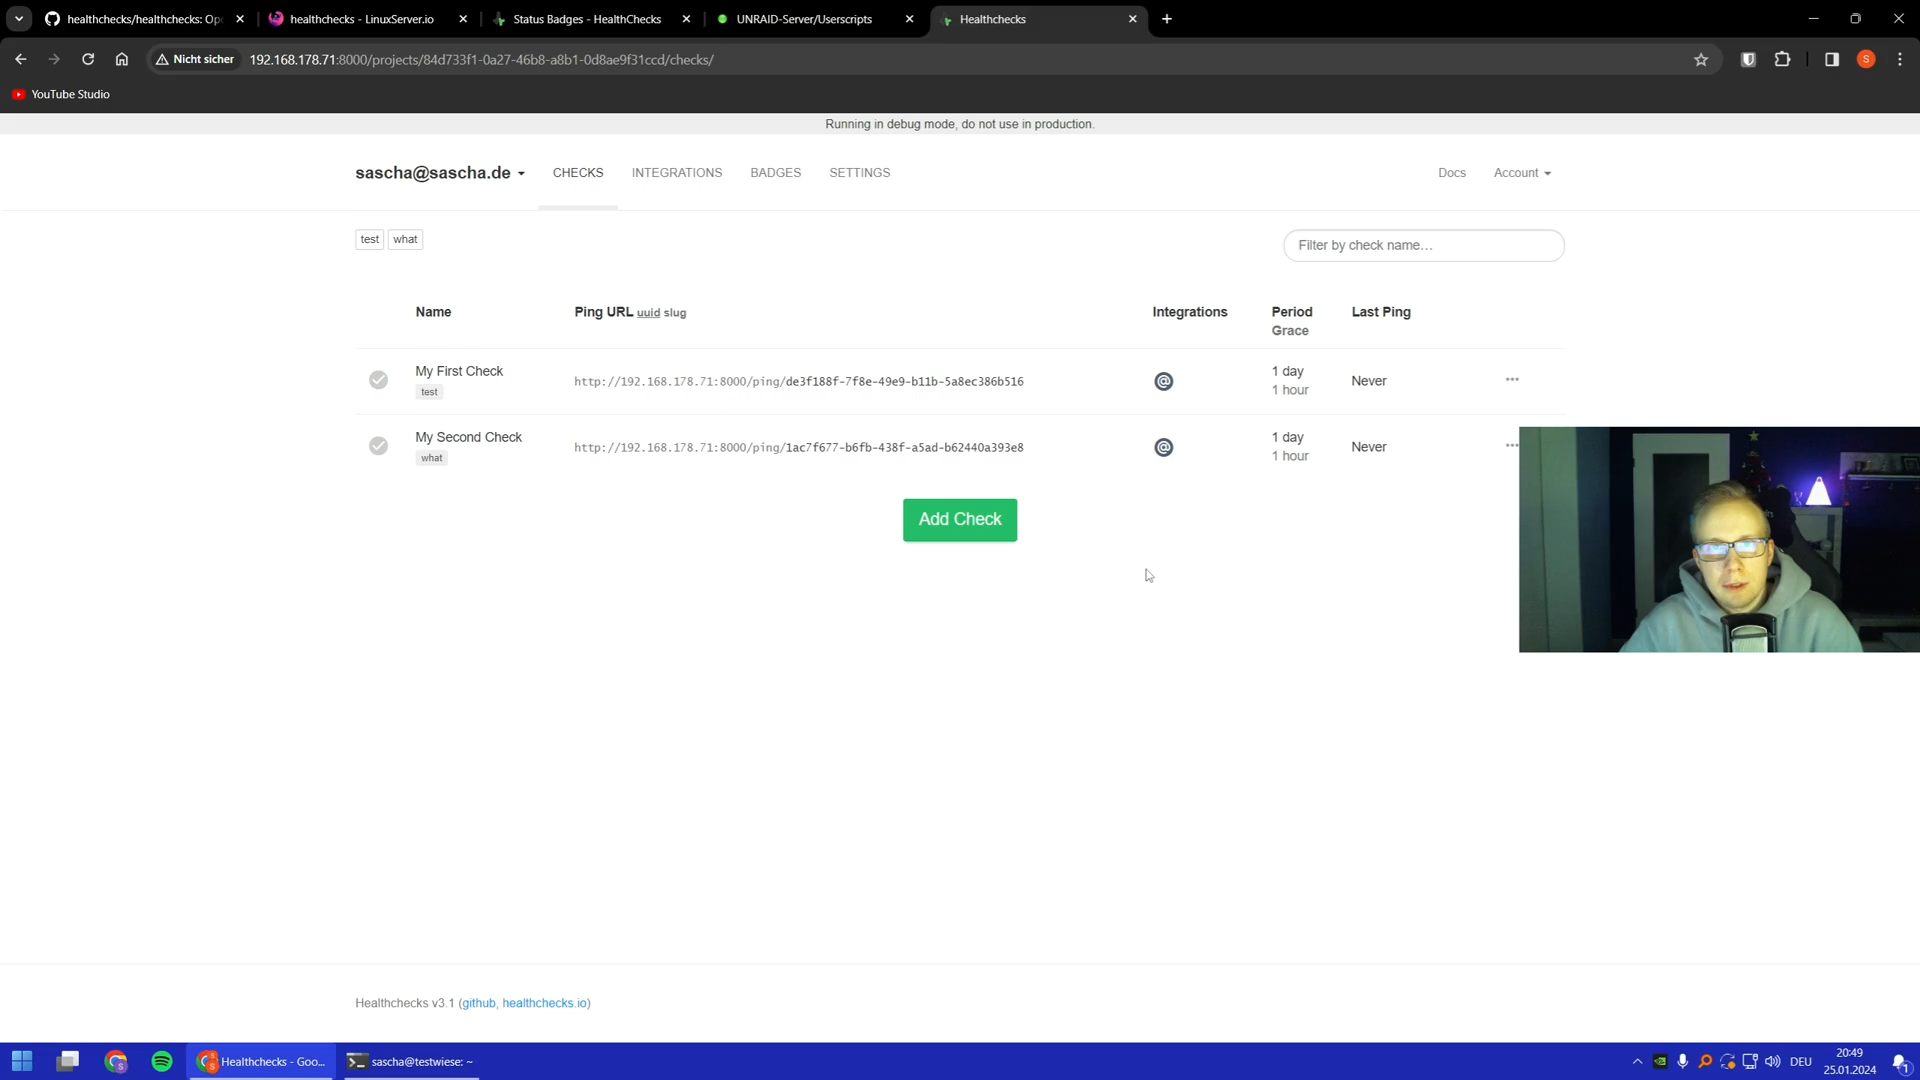 healthchecks/healthchecks: Op
healthchecks - LinuxServer.io
Status Badges - HealthChecks
UNRAID-Server/Userscripts
Healthchecks
Nicht sicher
192.168.178.71:8000/projects/84d733f1-0a27-46b8-a8b1-0d8ae9f31ccd/checks/
S
YouTube Studio
Running in debug mode, do not use in production.
sascha@sascha.de
CHECKS
INTEGRATIONS
BADGES
SETTINGS
Docs
Account
test
what
Filter by check name…
Name
Ping URL uuid slug
Integrations
Period
Grace
Last Ping
My First Check
test
http://192.168.178.71:8000/ping/de3f188f-7f8e-49e9-b11b-5a8ec386b516
@
1 day
1 hour
Never
My Second Check
what
http://192.168.178.71:8000/ping/1ac7f677-b6fb-438f-a5ad-b62440a393e8
@
1 day
1 hour
Never
Add Check
Healthchecks v3.1 (github, healthchecks.io)
Healthchecks - Goo...
sascha@testwiese: ~
DEU
20:49
25.01.2024
1